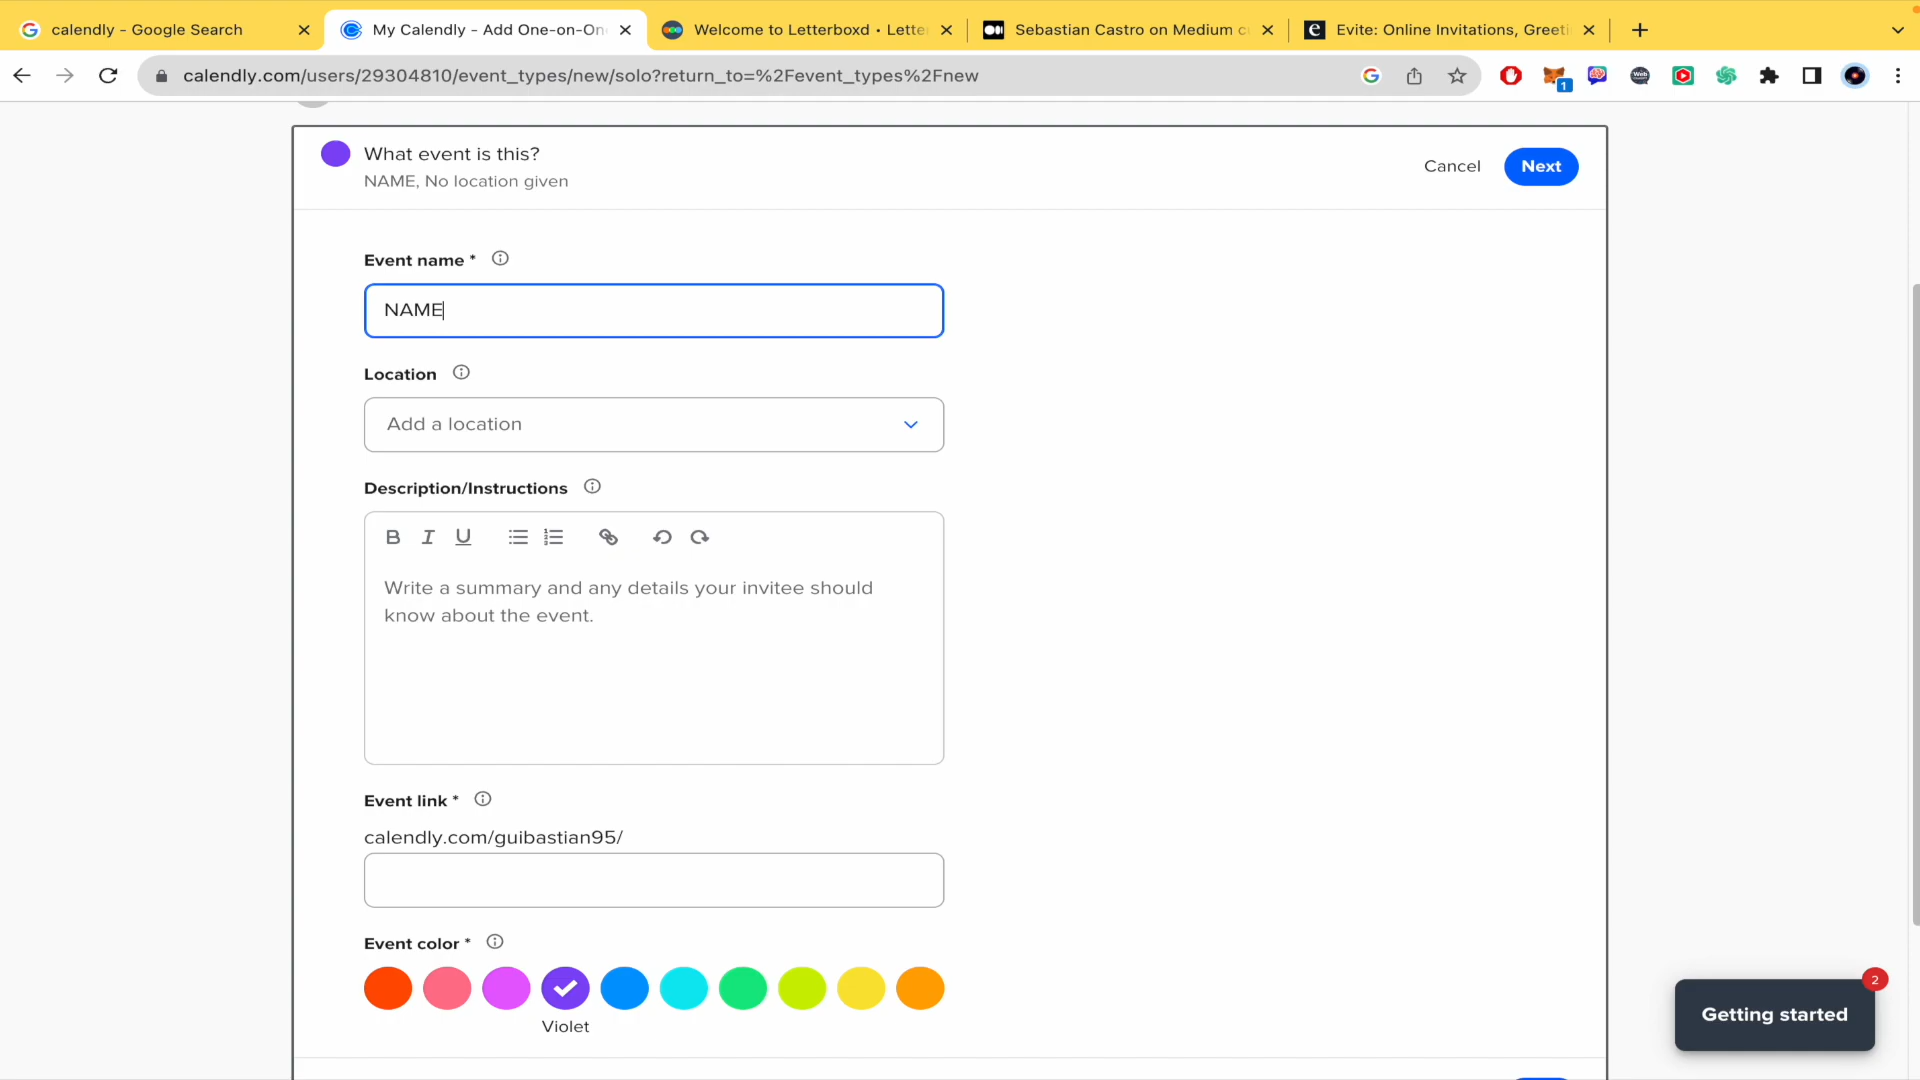 calendly - Google Search
My Calendly - Add One-on-On
Welcome to Letterboxd • Lette
Sebastian Castro on Medium c
Evite: Online Invitations, Greeti
calendly.com/users/29304810/event_types/new/solo?return_to=%2Fevent_types%2Fnew
1
What event is this?
NAME, No location given
Cancel
Next
Event name *
NAME
Location
Add a location
Description/Instructions
B I U
Write a summary and any details your invitee should
know about the event.
Event link *
calendly.com/guibastian95/
Event color *
Violet
2
Getting started